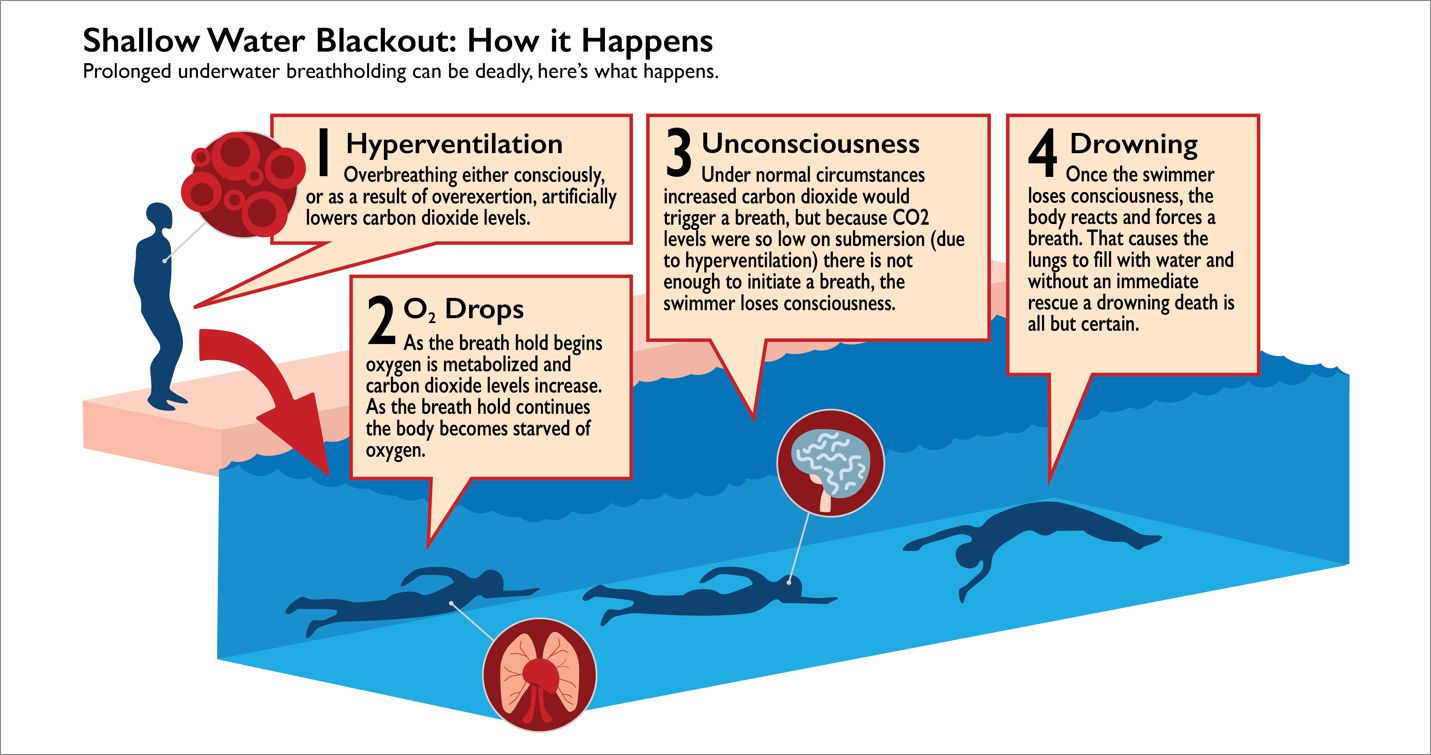 Shallow Water Blackout: How it Happens
Prolonged underwater breathholding can be deadly, here's what happens.
1 Hyperventilation
Overbreathing either consciously,
or as a result of overexertion, artificially
lowers carbon dioxide levels.
2 O₂ Drops
As the breath hold begins
oxygen is metabolized and
carbon dioxide levels increase.
As the breath hold continues
the body becomes starved of
oxygen.
3 Unconsciousness
Under normal circumstances
increased carbon dioxide would
trigger a breath, but because CO2
levels were so low on submersion (due
to hyperventilation) there is not
enough to initiate a breath, the
swimmer loses consciousness.
4 Drowning
Once the swimmer
loses consciousness, the
body reacts and forces a
breath. That causes the
lungs to fill with water and
without an immediate
rescue a drowning death is
all but certain.